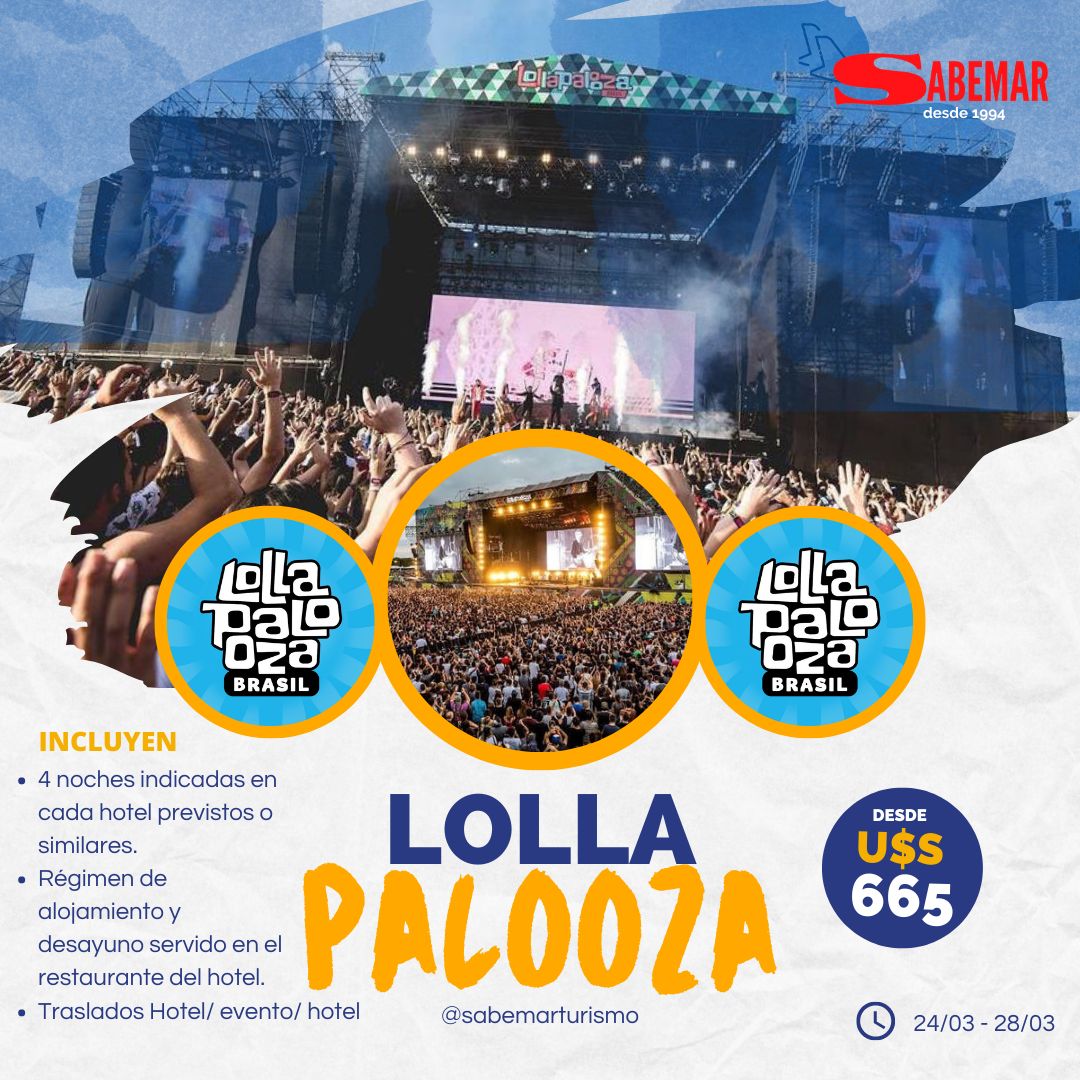 Lollapalooza
BRASIL
SABEMAR
desde 1994
LOLLA
PALO
OZA
BRASIL
LOLLA
PALO
OZA
BRASIL
INCLUYEN
• 4 noches indicadas en
cada hotel previstos o
similares.
• Régimen de
alojamiento y
desayuno servido en el
restaurante del hotel.
• Traslados Hotel/ evento/ hotel
LOLLA
PALOOZA
@sabemarturismo
DESDE
U$S
665
24/03 - 28/03